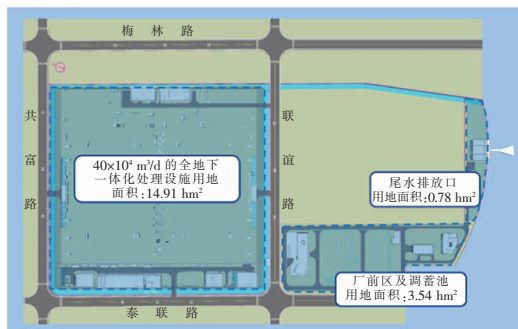 梅林路
共富路
联谊路
40×10⁴ m³/d 的全地下
一体化处理设施用地
面积:14.91 hm²
尾水排放口
用地面积:0.78 hm²
厂前区及调蓄池
用地面积:3.54 hm²
泰联路